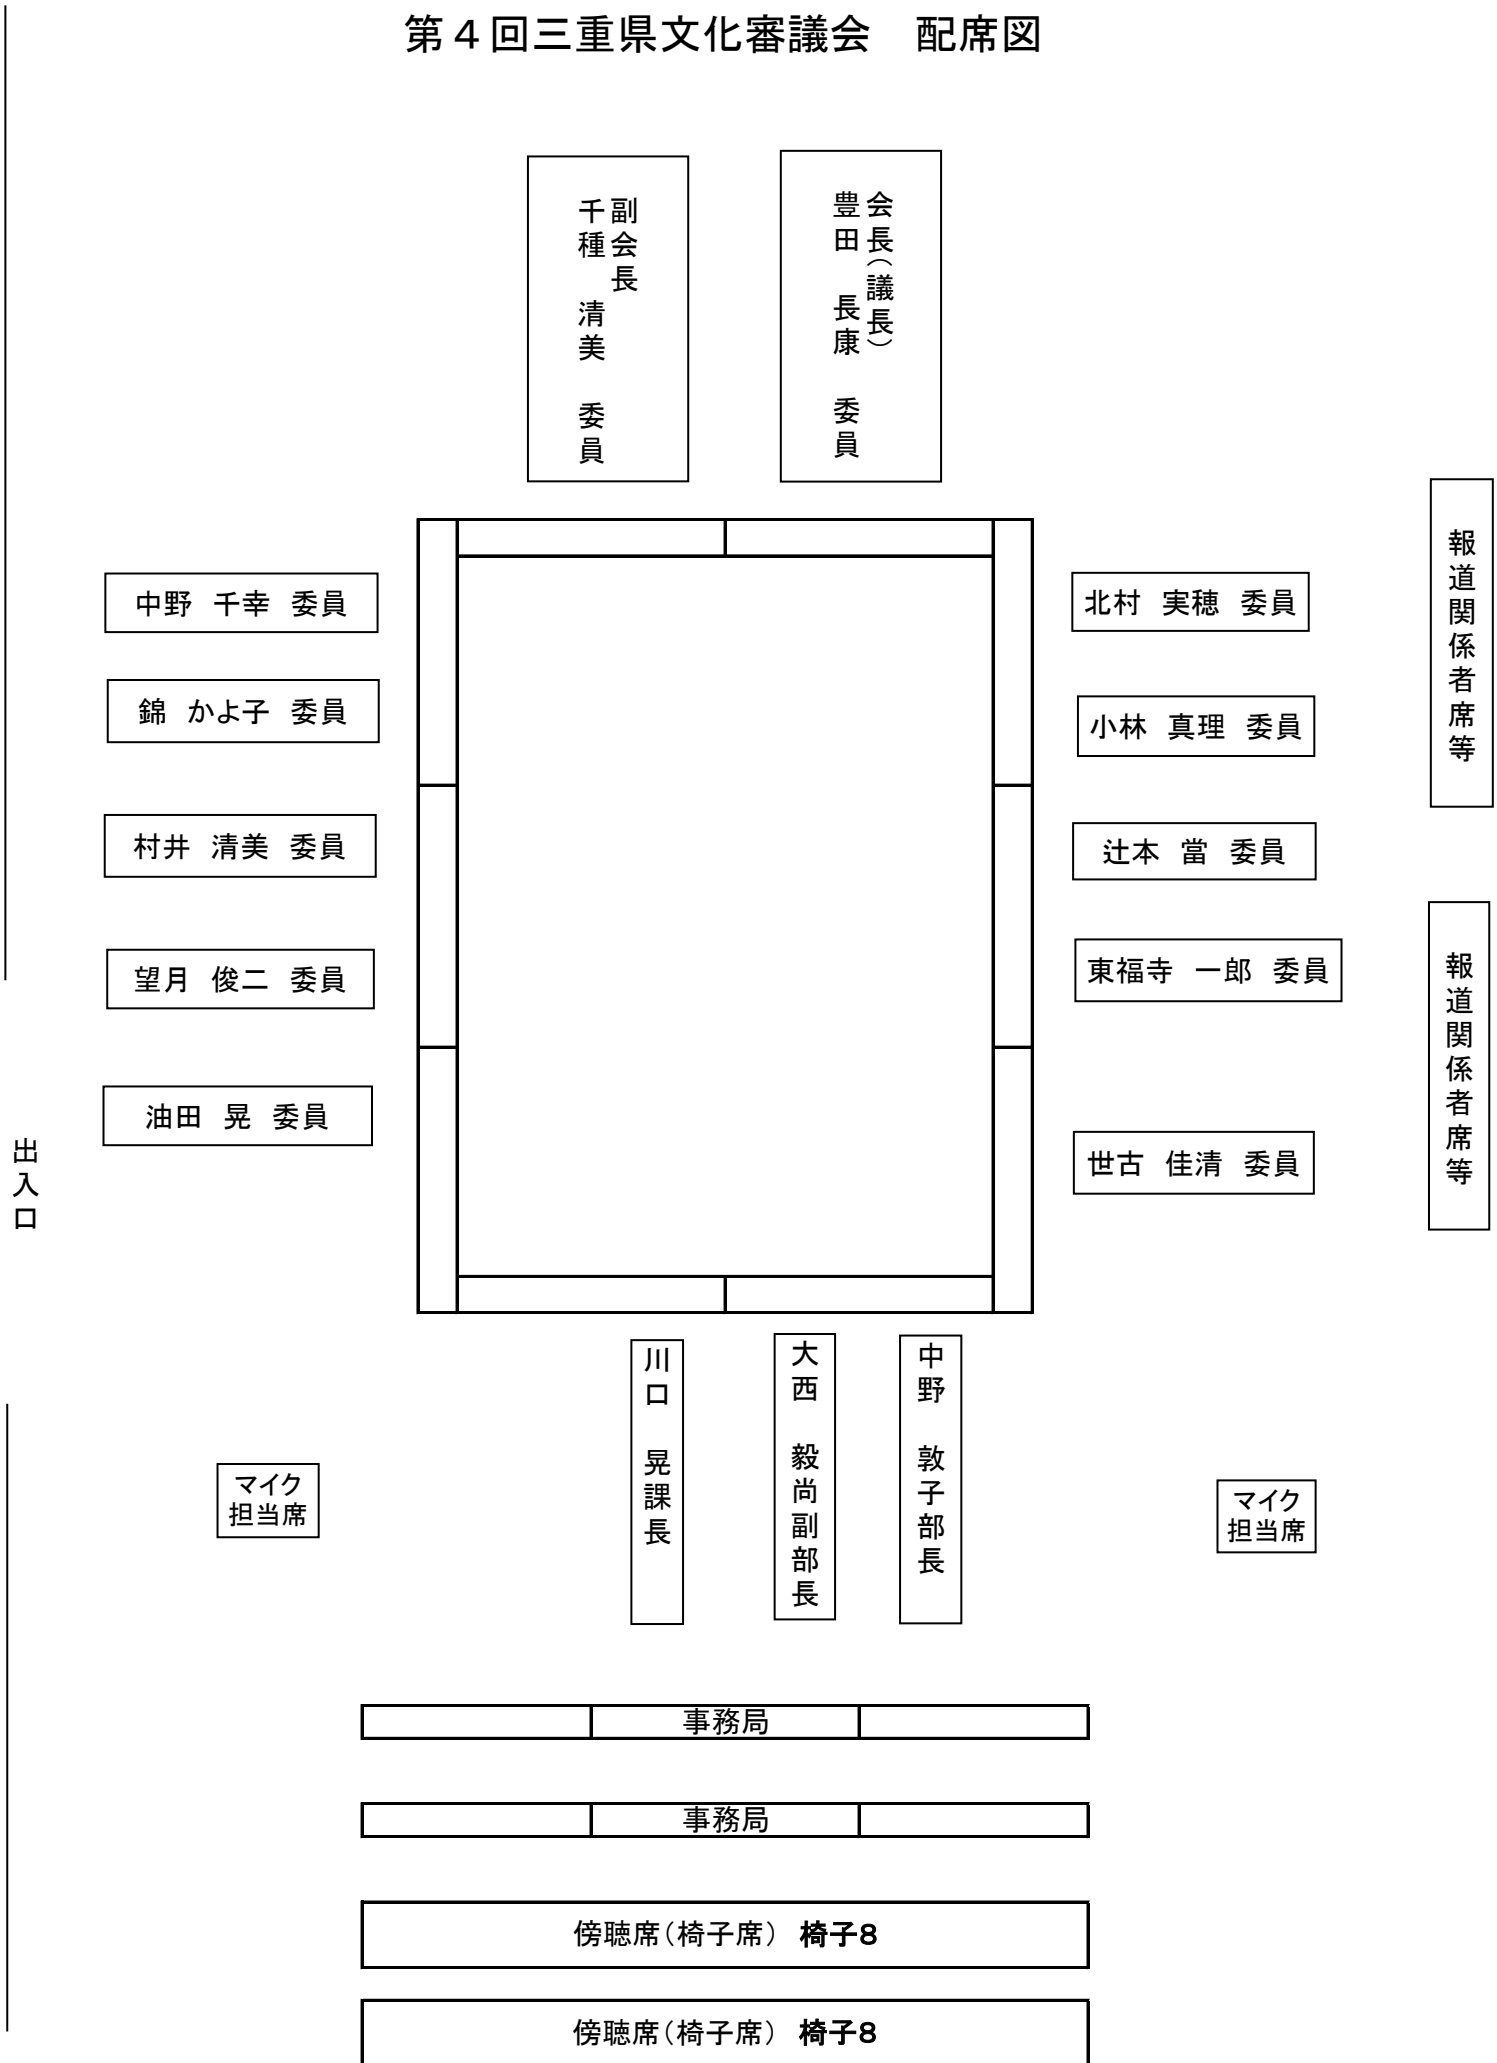 第４回三重県文化審議会　配席図
会長（議長）
豊田　長康　委員
副会長
千種　清美　委員
中野　千幸　委員
錦　かよ子　委員
村井　清美　委員
望月　俊二　委員
油田　晃　委員
北村　実穂　委員
小林　真理　委員
辻本　當　委員
東福寺　一郎　委員
世古　佳清　委員
報道関係者席等
報道関係者席等
出入口
川口　晃課長
大西　毅尚副部長
中野　敦子部長
マイク
担当席
マイク
担当席
事務局
事務局
傍聴席（椅子席）　椅子８
傍聴席（椅子席）　椅子８